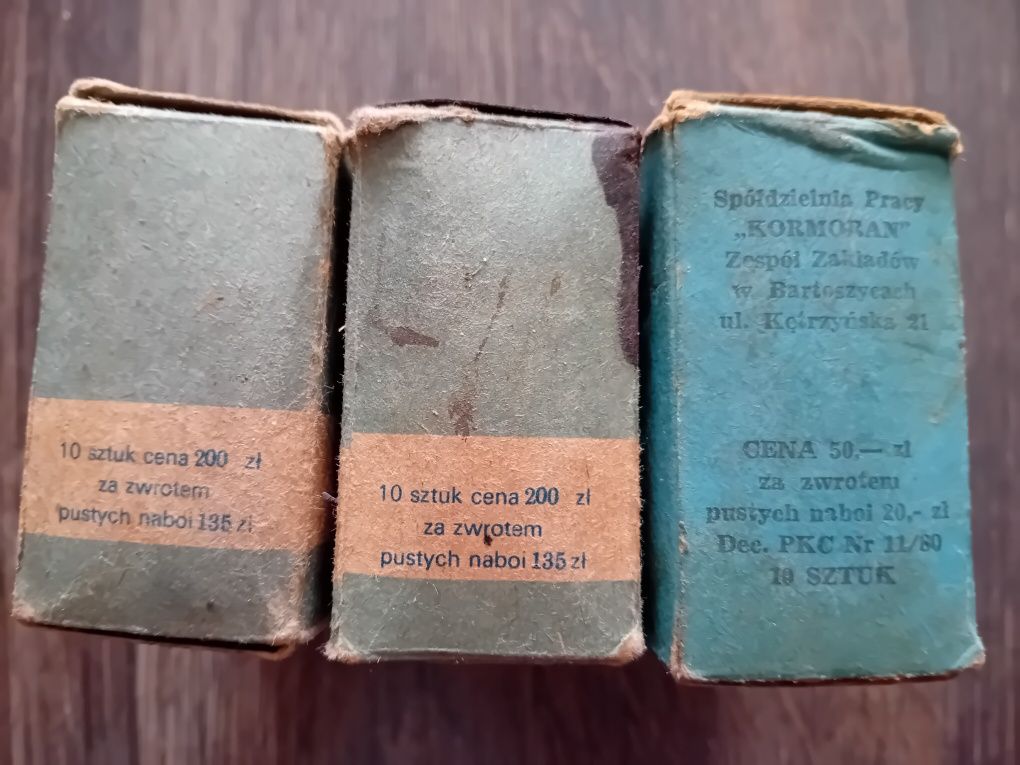 10 sztuk cena 200 zł
za zwrotem
pustych naboi 135 zł
10 sztuk cena 200 zł
za zwrotem
pustych naboi 135 zł
Spółdzielnia Pracy
„KORMORAN"
Zespół Zakładów
w Bartoszycach
ul. Kętrzyńska 21
CENA 50,— zł
za zwrotem
pustych naboi 20,- zł
Dec. PKC Nr 11/80
10 SZTUK